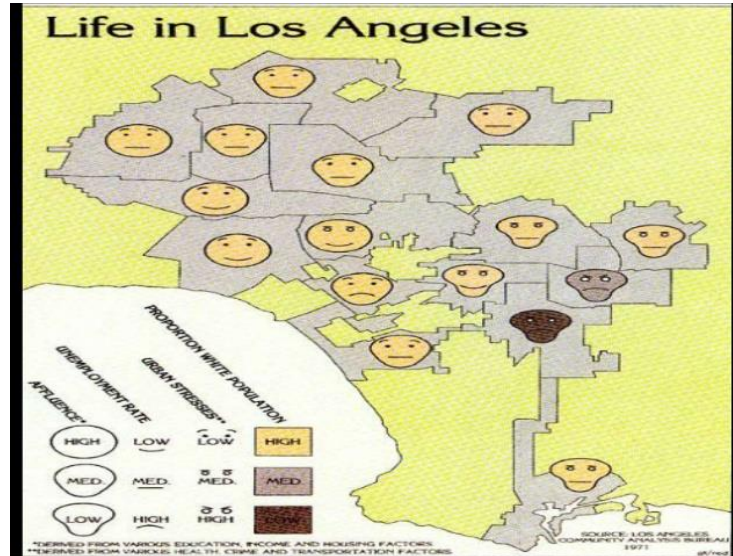 Life in Los Angeles
AFFLUENCE*
UNEMPLOYMENT RATE
URBAN STRESSES**
PROPORTION WHITE POPULATION
HIGH LOW LOW HIGH
MED. MED. MED. MED.
LOW HIGH HIGH LOW
*DERIVED FROM VARIOUS EDUCATION, INCOME AND HOUSING FACTORS
**DERIVED FROM VARIOUS HEALTH, CRIME AND TRANSPORTATION FACTORS
SOURCE: LOS ANGELES
COMMUNITY ANALYSIS BUREAU
1971